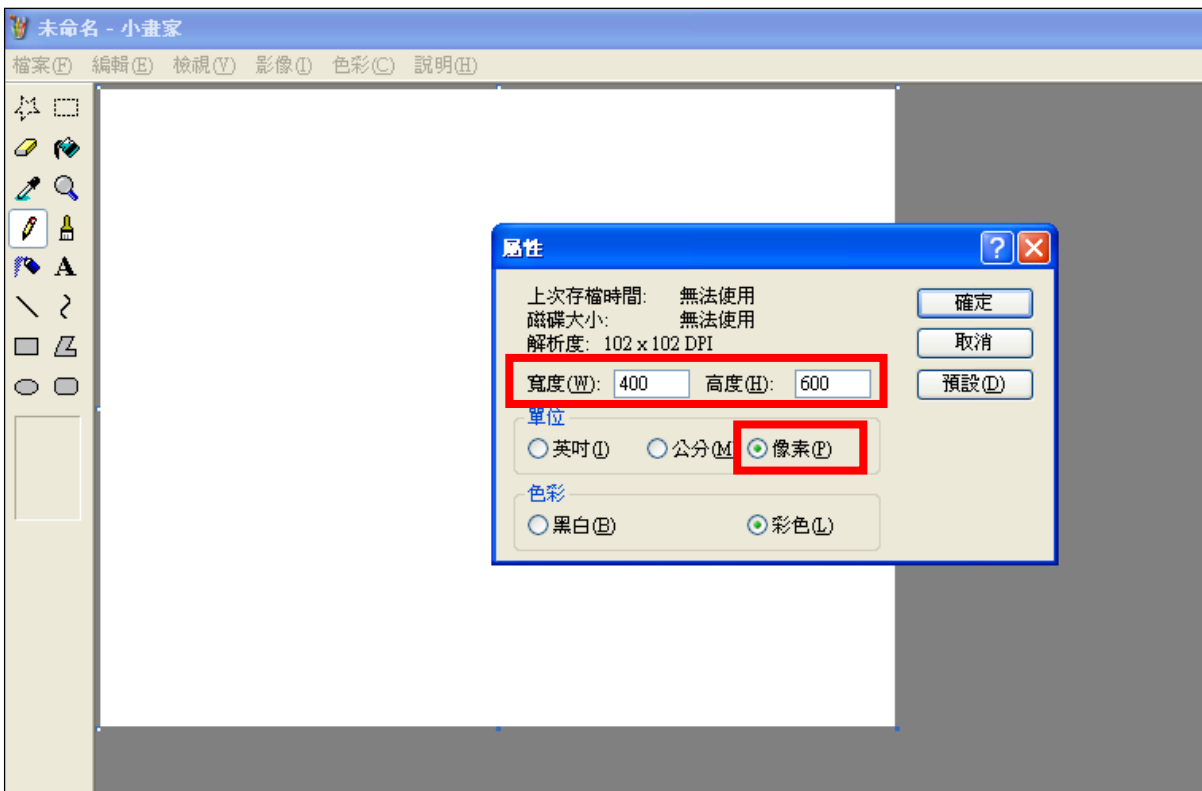 未命名 - 小畫家
檔案(F) 編輯(E) 檢視(V) 影像(I) 色彩(C) 說明(H)
A
屬性
上次存檔時間: 無法使用
磁碟大小: 無法使用
解析度: 102 x 102 DPI
確定
取消
預設(D)
寬度(W): 400 高度(H): 600
單位
英吋(I) 公分(M 像素(P)
色彩
黑白(B) 彩色(L)